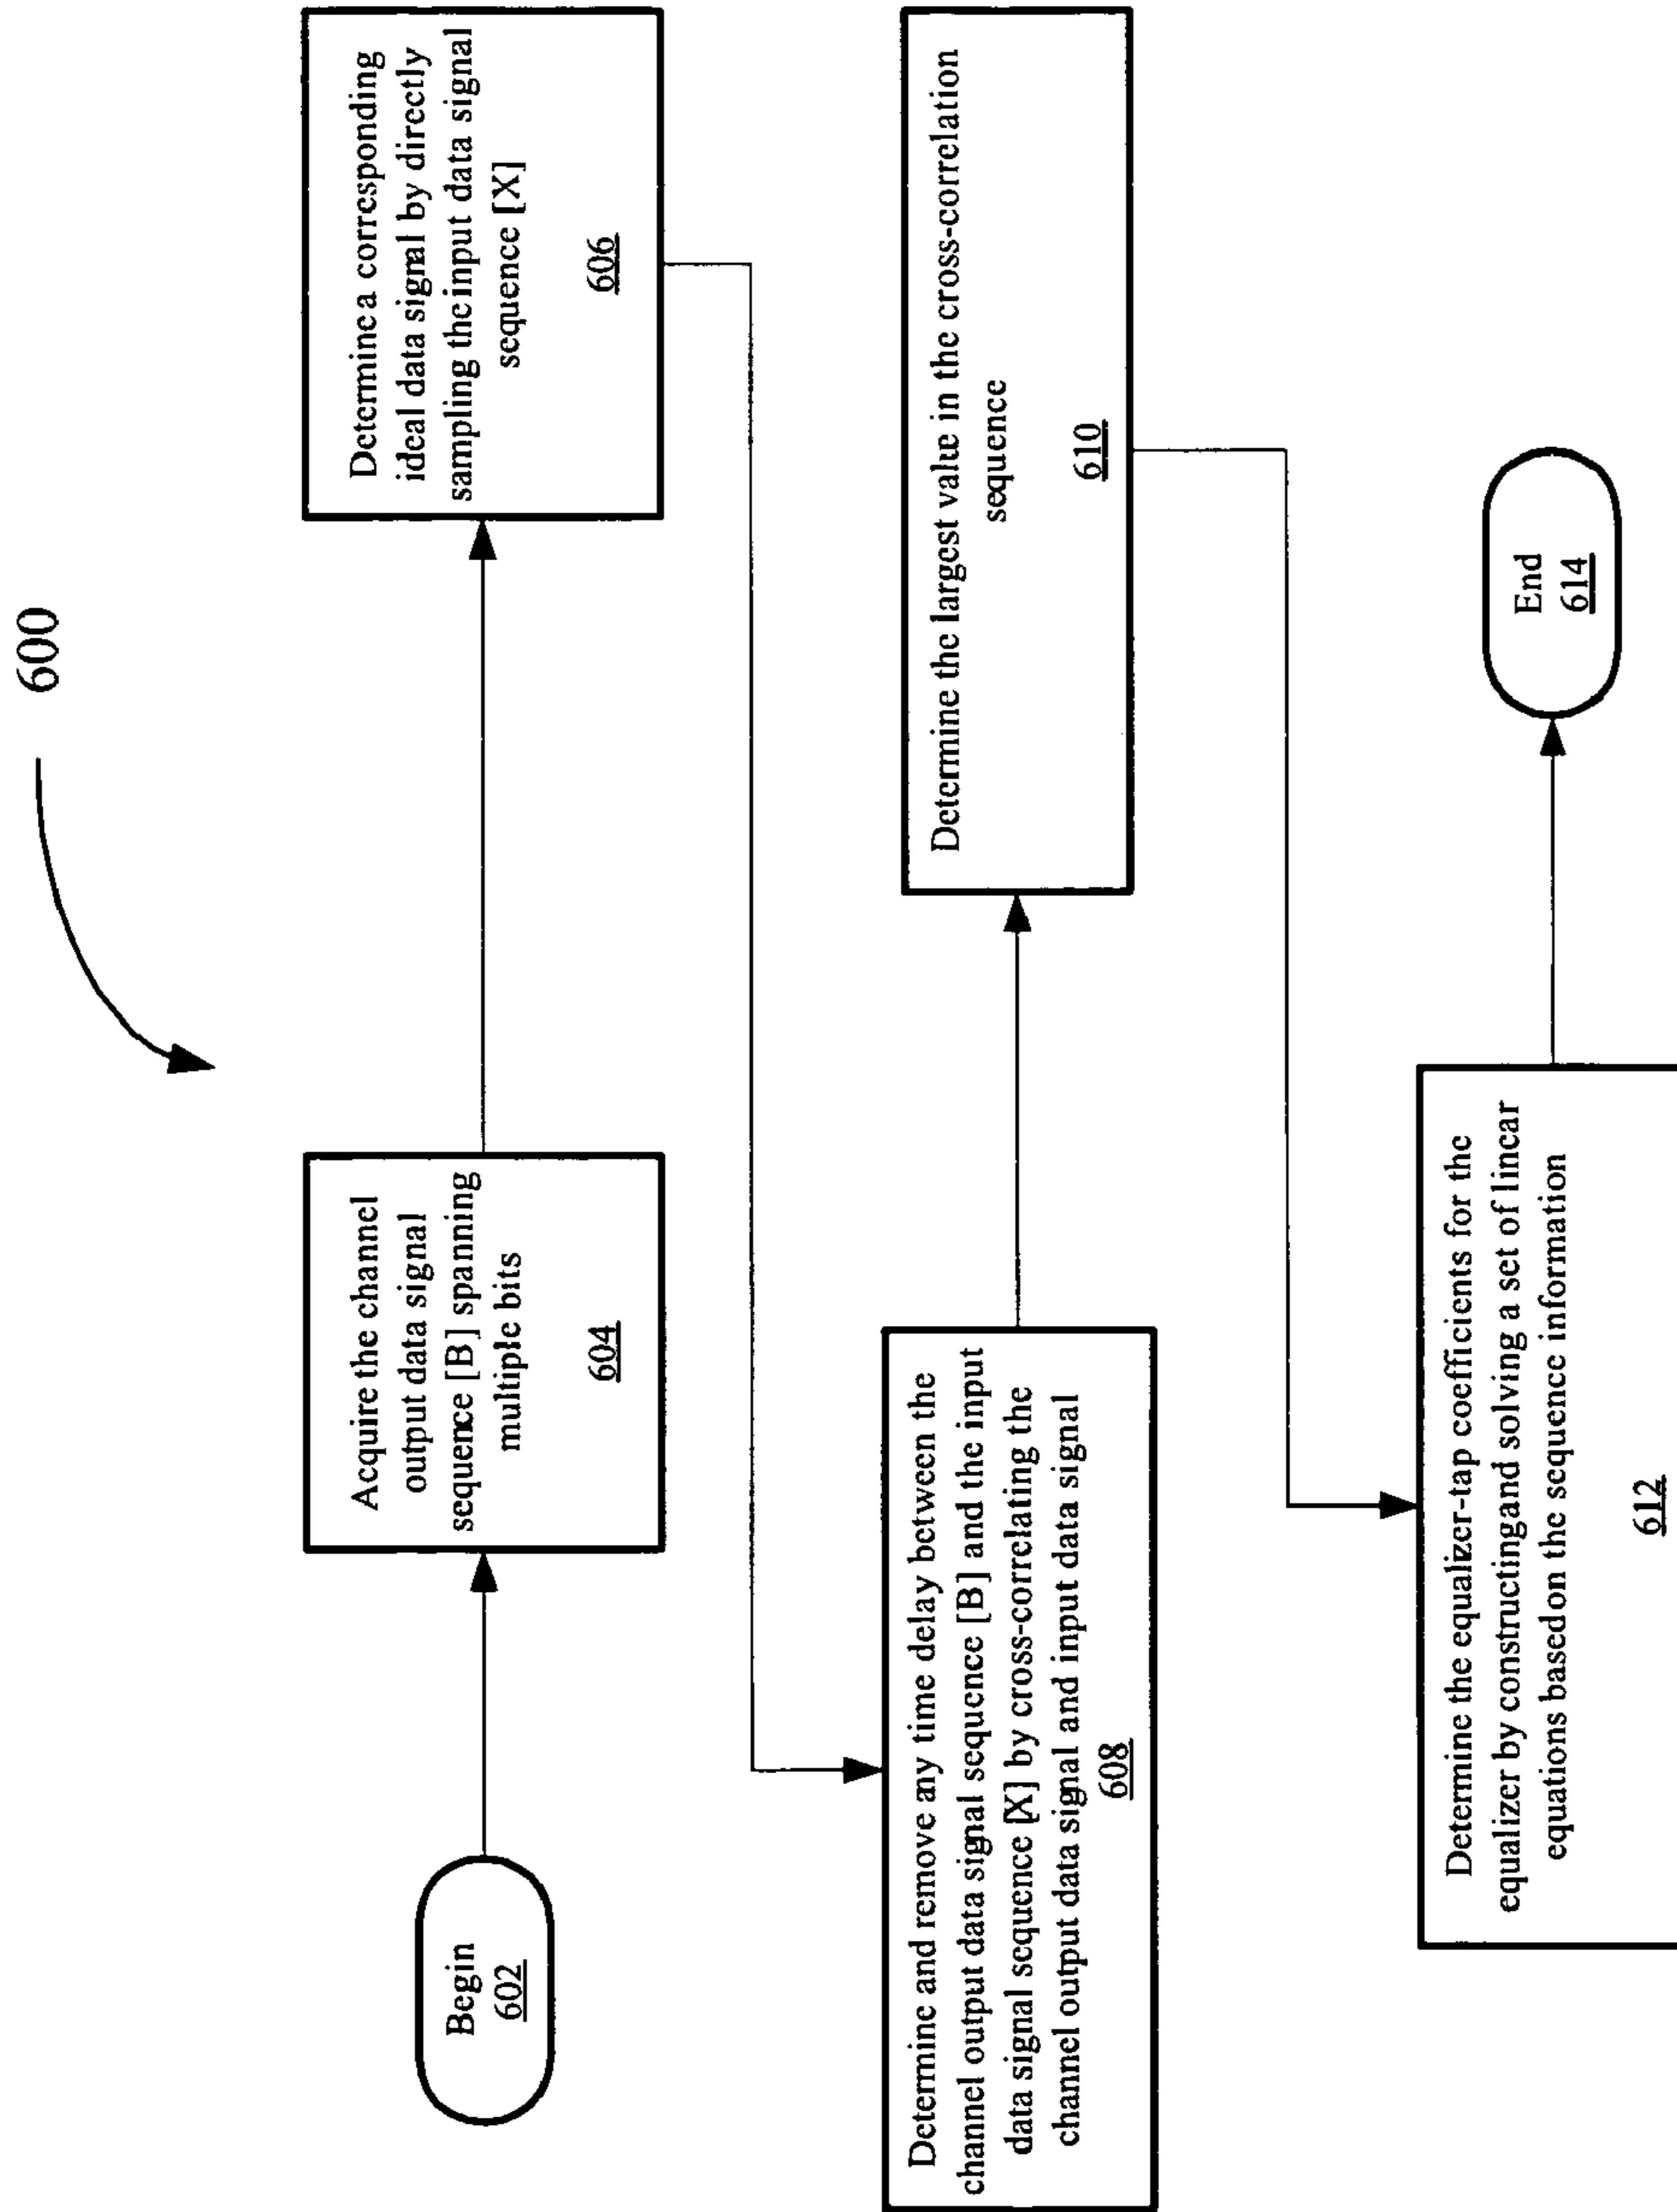 600
Begin
602
Acquire the channel
output data signal
sequence [B] spanning
multiple bits
604
Determine a corresponding
ideal data signal by directly
sampling the input data signal
sequence [X]
606
Determine and remove any time delay between the
channel output data signal sequence [B] and the input
data signal sequence [X] by cross-correlating the
channel output data signal and input data signal
608
Determine the largest value in the cross-correlation
sequence
610
Determine the equalizer-tap coefficients for the
equalizer by constructing and solving a set of linear
equations based on the sequence information
612
End
614